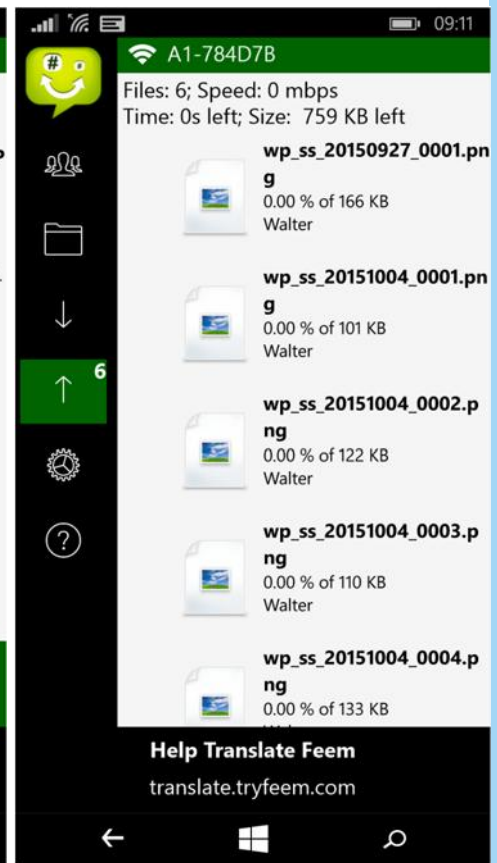 09:11
A1-784D7B
Files: 6; Speed: 0 mbps
Time: 0s left; Size: 759 KB left
wp_ss_20150927_0001.pn
g
0.00 % of 166 KB
Walter
wp_ss_20151004_0001.pn
g
0.00 % of 101 KB
Walter
wp_ss_20151004_0002.p
ng
0.00 % of 122 KB
Walter
6
wp_ss_20151004_0003.p
ng
0.00 % of 110 KB
Walter
wp_ss_20151004_0004.p
ng
0.00 % of 133 KB
Help Translate Feem
translate.tryfeem.com